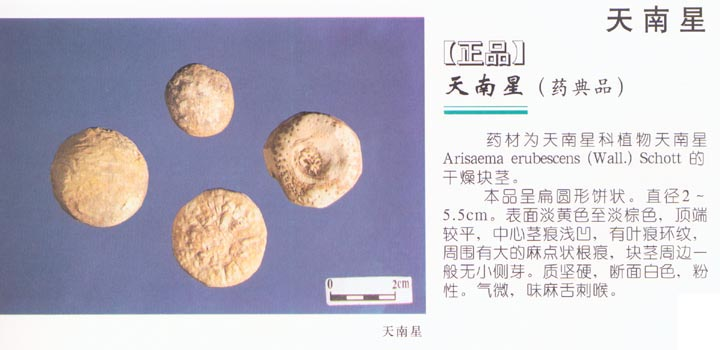 天南星
【正品】
天南星（药典品）
药材为天南星科植物天南星
Arisaema erubescens (Wall.) Schott 的
干燥块茎。
本品呈扁圆形饼状。直径2～
5.5cm。表面淡黄色至淡棕色，顶端
较平，中心茎痕浅凹，有叶痕环纹，
周围有大的麻点状根痕，块茎周边一
般无小侧芽。质坚硬，断面白色，粉
性。气微，味麻舌刺喉。
0 2cm
天南星